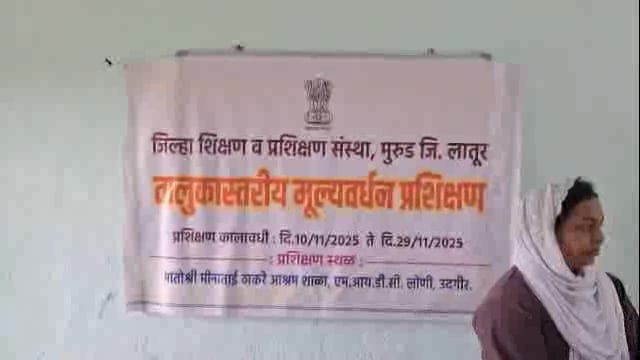 जिल्हा शिक्षण व प्रशिक्षण संस्था, मुरुड जि. लातूर
तालुकास्तरीय मूल्यवर्धन प्रशिक्षण
प्रशिक्षण कालावधी : दि.10/11/2025 ते दि.29/11/2025
: प्रशिक्षण स्थळ :
मातोश्री मीनाताई ठाकरे आश्रम शाळा, एम.आय.डी.सी. लोणी, उदगीर.